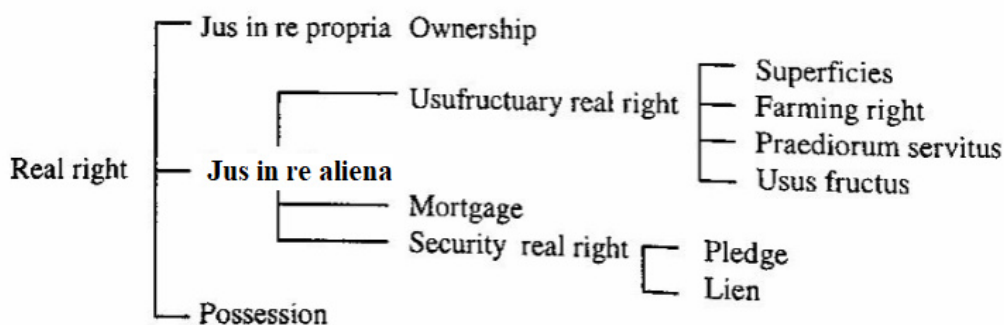 Jus in re propria Ownership
Superficies
Usufructuary real right
Farming right
Praediorum servitus
Real right
Jus in re aliena
Usus fructus
Mortgage
Security real right
Pledge
Lien
Possession